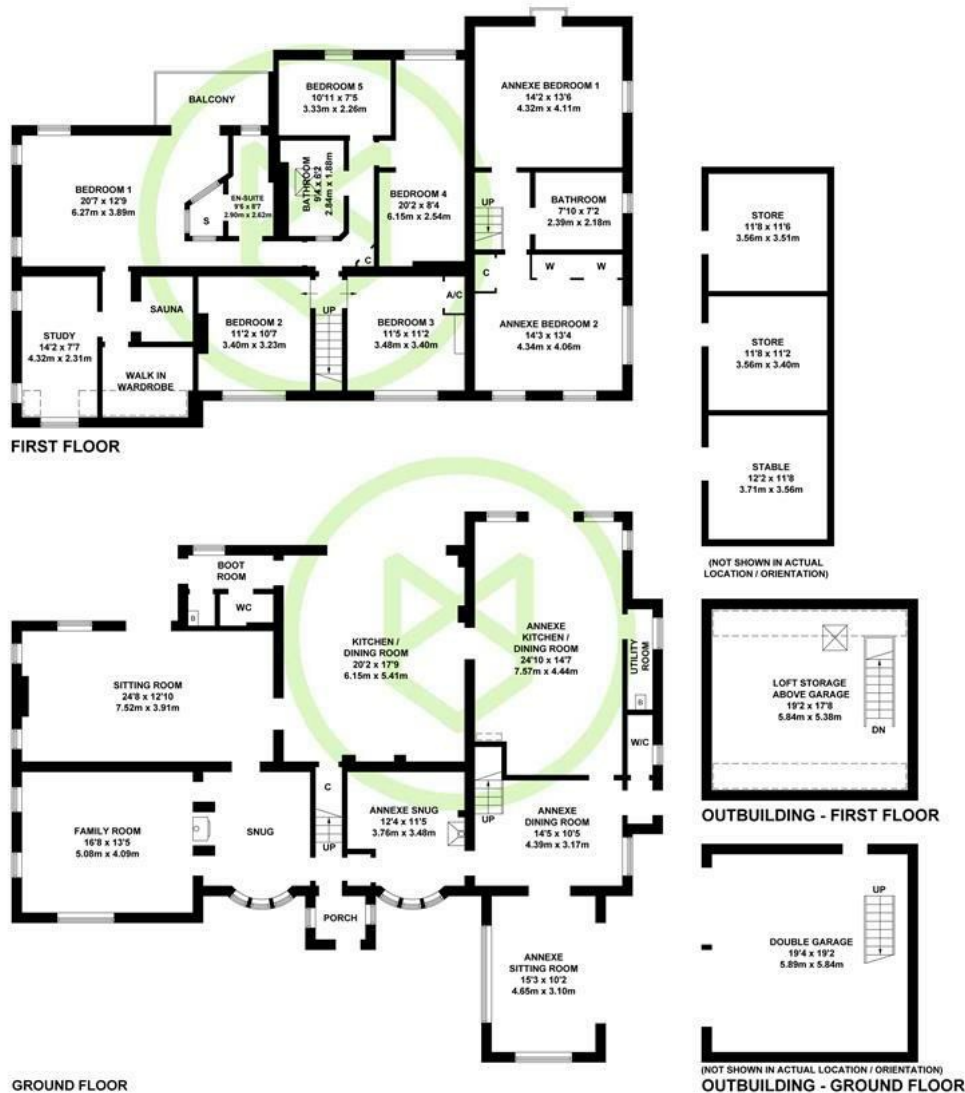 BALCONY
BEDROOM 5
10'11 x 7'5
3.33m x 2.26m
ANNEXE BEDROOM 1
14'2 x 13'6
4.32m x 4.11m
BEDROOM 1
20'7 x 12'9
6.27m x 3.89m
S
EN-SUITE
9'6 x 8'7
2.90m x 2.62m
BATHROOM
9'4 x 6'2
2.84m x 1.88m
BEDROOM 4
20'2 x 8'4
6.15m x 2.54m
C
UP
BATHROOM
7'10 x 7'2
2.39m x 2.18m
C
W
W
SAUNA
STUDY
14'2 x 7'7
4.32m x 2.31m
WALK IN
WARDROBE
BEDROOM 2
11'2 x 10'7
3.40m x 3.23m
UP
BEDROOM 3
11'5 x 11'2
3.48m x 3.40m
A/C
ANNEXE BEDROOM 2
14'3 x 13'4
4.34m x 4.06m
FIRST FLOOR
STORE
11'8 x 11'6
3.56m x 3.51m
STORE
11'8 x 11'2
3.56m x 3.40m
STABLE
12'2 x 11'8
3.71m x 3.56m
(NOT SHOWN IN ACTUAL
LOCATION / ORIENTATION)
BOOT
ROOM
B
WC
SITTING ROOM
24'8 x 12'10
7.52m x 3.91m
KITCHEN /
DINING ROOM
20'2 x 17'9
6.15m x 5.41m
ANNEXE
KITCHEN /
DINING ROOM
24'10 x 14'7
7.57m x 4.44m
UTILITY
ROOM
B
W/C
FAMILY ROOM
16'8 x 13'5
5.08m x 4.09m
SNUG
C
UP
ANNEXE SNUG
12'4 x 11'5
3.76m x 3.48m
UP
ANNEXE
DINING ROOM
14'5 x 10'5
4.39m x 3.17m
PORCH
ANNEXE
SITTING ROOM
15'3 x 10'2
4.65m x 3.10m
GROUND FLOOR
LOFT STORAGE
ABOVE GARAGE
19'2 x 17'8
5.84m x 5.38m
DN
OUTBUILDING - FIRST FLOOR
UP
DOUBLE GARAGE
19'4 x 19'2
5.89m x 5.84m
(NOT SHOWN IN ACTUAL LOCATION / ORIENTATION)
OUTBUILDING - GROUND FLOOR